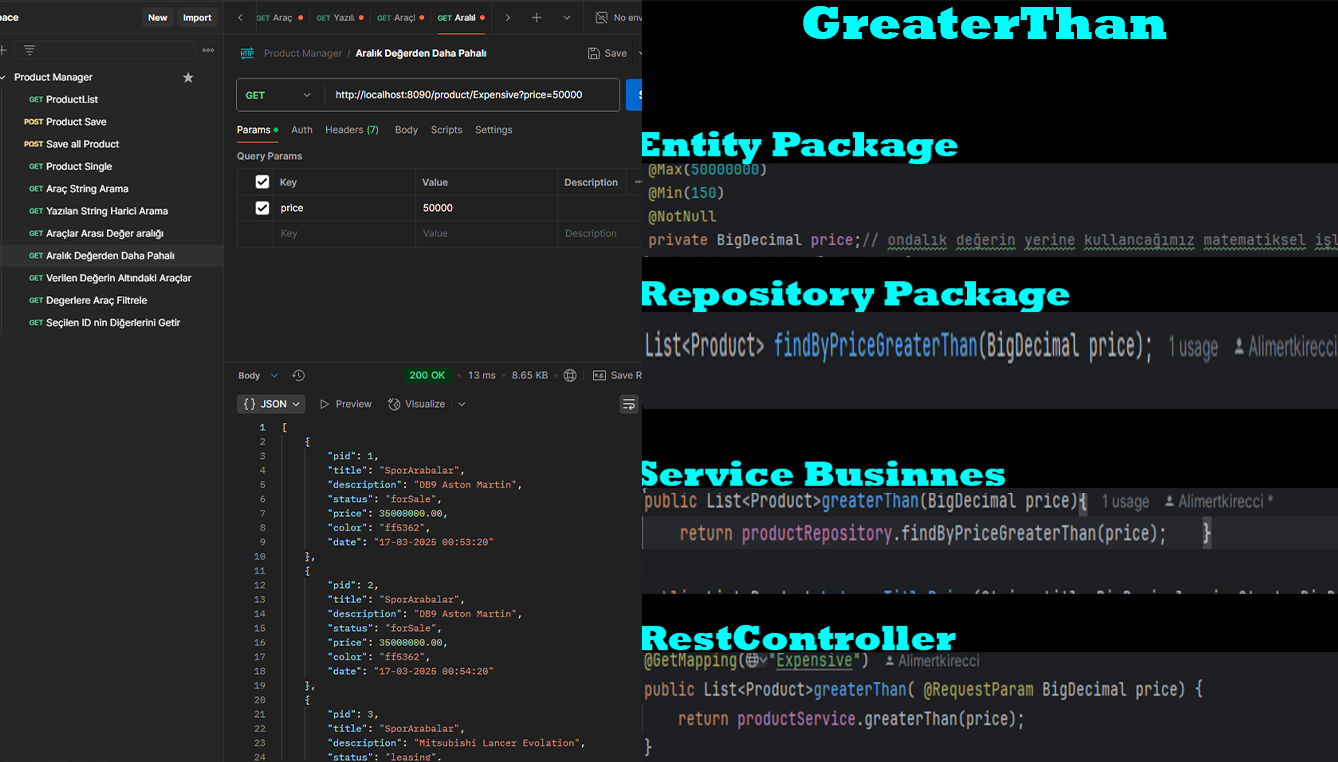 pace
New Import
GET Araç GET Yazıl GET Araçl GET Aralıl No env
Product Manager / Aralık Değerden Daha Pahalı Save
Product Manager
GET ProductList
POST Product Save
POST Save all Product
GET Product Single
GET Araç String Arama
GET Yazılan String Harici Arama
GET Araçlar Arası Değer aralığı
GET Aralık Değerden Daha Pahalı
GET Verilen Değerin Altındaki Araçlar
GET Degerlere Araç Filtrele
GET Seçilen ID nin Diğerlerini Getir
GET http://localhost:8090/product/Expensive?price=50000 S
Params Auth Headers (7) Body Scripts Settings
Query Params
Key Value Description
price 50000
Key Value Description
Body 200 OK 13 ms 8.65 KB Save R
{} JSON Preview Visualize
1 [
2 {
3 "pid": 1,
4 "title": "SporArabalar",
5 "description": "DB9 Aston Martin",
6 "status": "forSale",
7 "price": 35000000.00,
8 "color": "ff5362",
9 "date": "17-03-2025 00:53:20"
10 },
11 {
12 "pid": 2,
13 "title": "SporArabalar",
14 "description": "DB9 Aston Martin",
15 "status": "forSale",
16 "price": 35000000.00,
17 "color": "ff5362",
18 "date": "17-03-2025 00:54:20"
19 },
20 {
21 "pid": 3,
22 "title": "SporArabalar",
23 "description": "Mitsubishi Lancer Evolation",
24 "status": "leasing",
GreaterThan
Entity Package
@Max(50000000)
@Min(150)
@NotNull
private BigDecimal price;// ondalık değerin yerine kullancağımız matematiksel işl
Repository Package
List<Product> findByPriceGreaterThan(BigDecimal price); 1 usage Alimertkirecci
Service Businnes
public List<Product>greaterThan(BigDecimal price){ 1 usage Alimertkirecci *
return productRepository.findByPriceGreaterThan(price); }
RestController
@GetMapping("Expensive") Alimertkirecci
public List<Product>greaterThan( @RequestParam BigDecimal price) {
return productService.greaterThan(price);
}